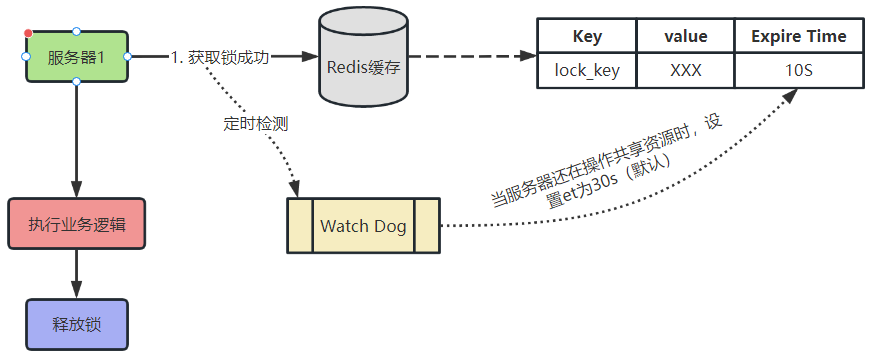 服务器1
1. 获取锁成功
Redis缓存
Key value Expire Time
lock_key XXX 10S
定时检测
当服务器还在操作共享资源时，设
置et为30s（默认）
执行业务逻辑
Watch Dog
释放锁